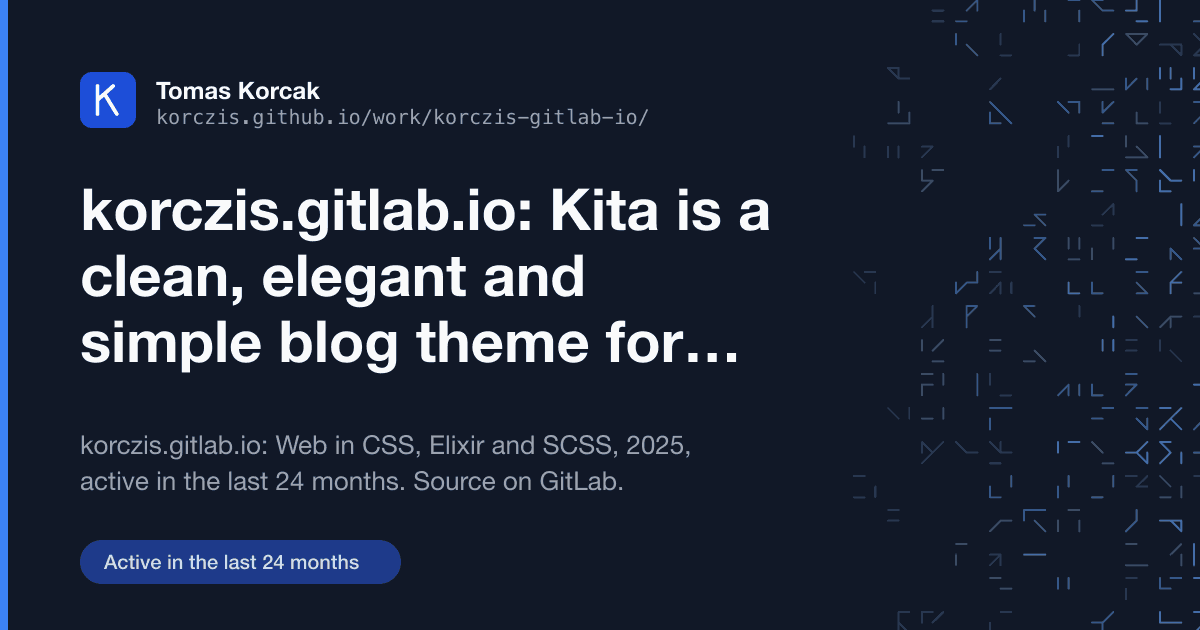 K
Tomas Korcak
korczis.github.io/work/korczis-gitlab-io/
korczis.gitlab.io: Kita is a
clean, elegant and
simple blog theme for…
korczis.gitlab.io: Web in CSS, Elixir and SCSS, 2025,
active in the last 24 months. Source on GitLab.
Active in the last 24 months